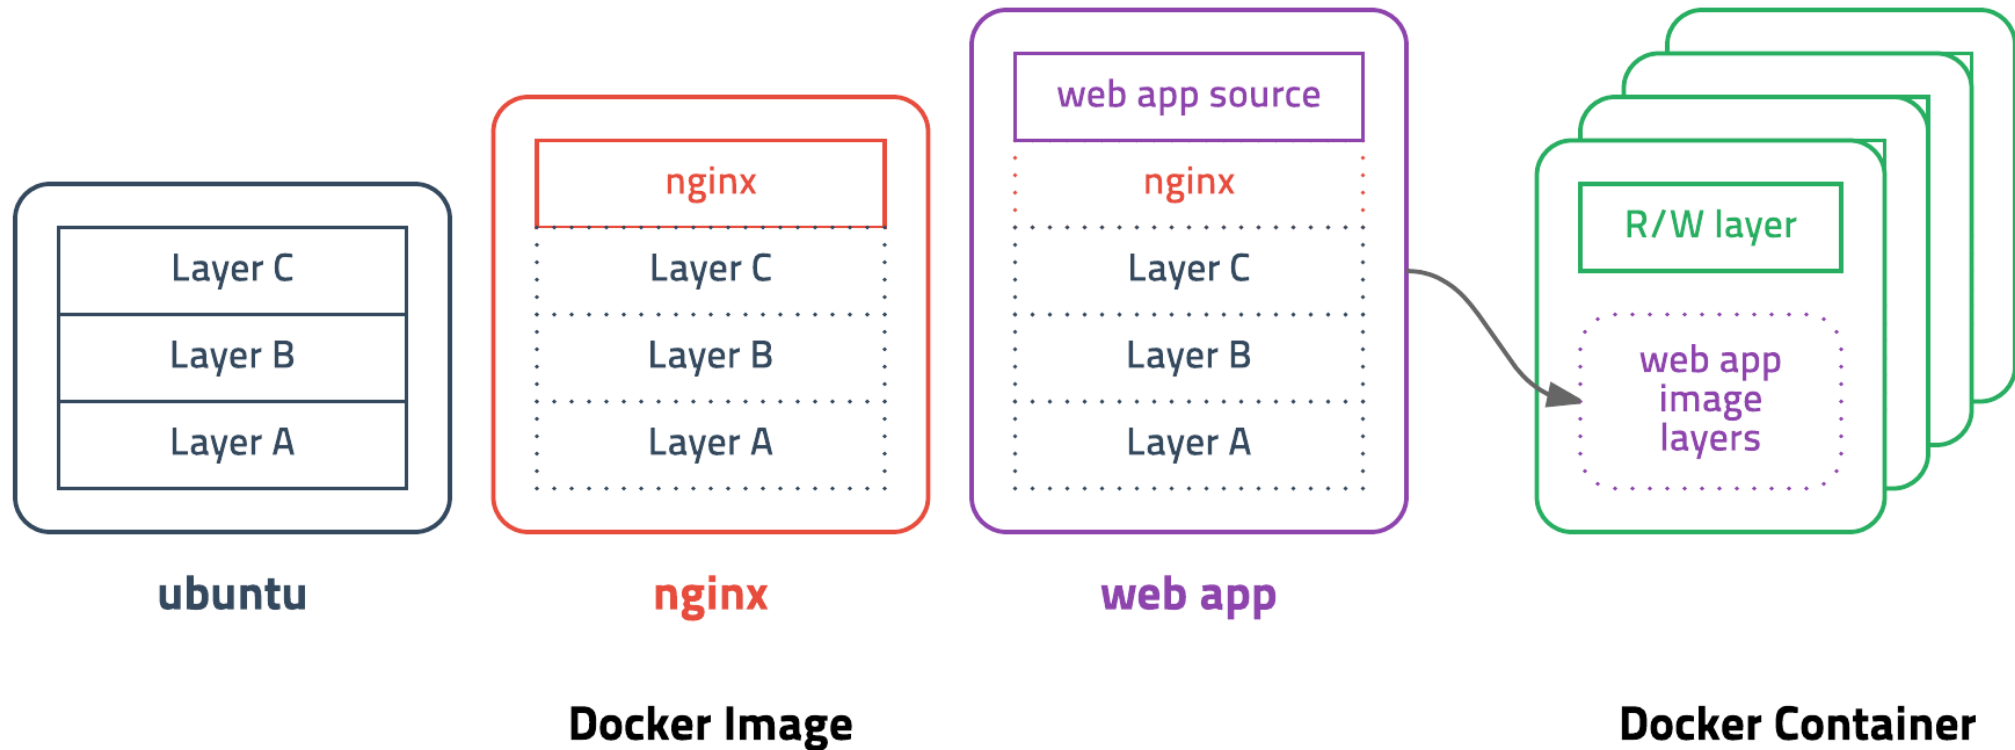 Layer C
Layer B
Layer A
ubuntu
nginx
Layer C
Layer B
Layer A
nginx
web app source
nginx
Layer C
Layer B
Layer A
web app
R/W layer
web app
image
layers
Docker Image
Docker Container